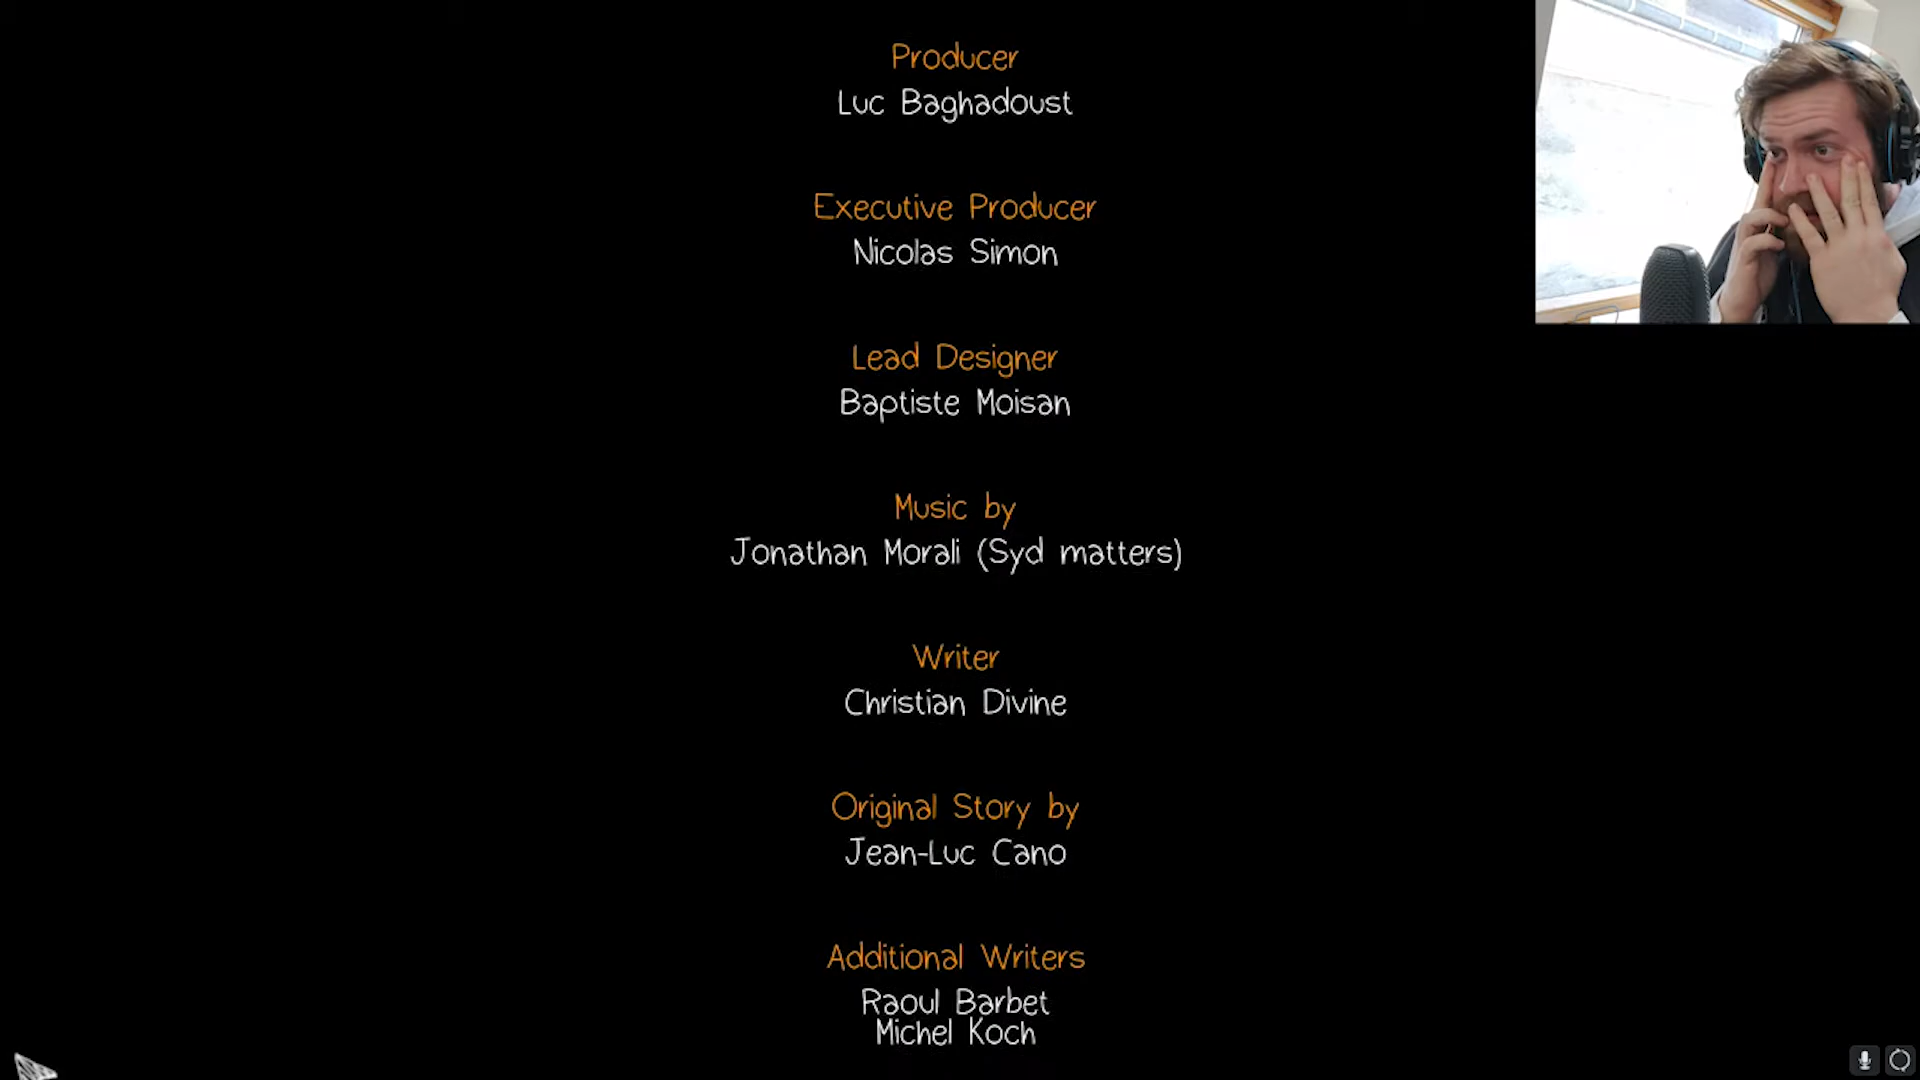 Producer
Luc Baghadoust
Executive Producer
Nicolas Simon
Lead Designer
Baptiste Moisan
Music by
Jonathan Morali (Syd matters)
Writer
Christian Divine
Original Story by
Jean-Luc Cano
Additional Writers
Raoul Barbet
Michel Koch